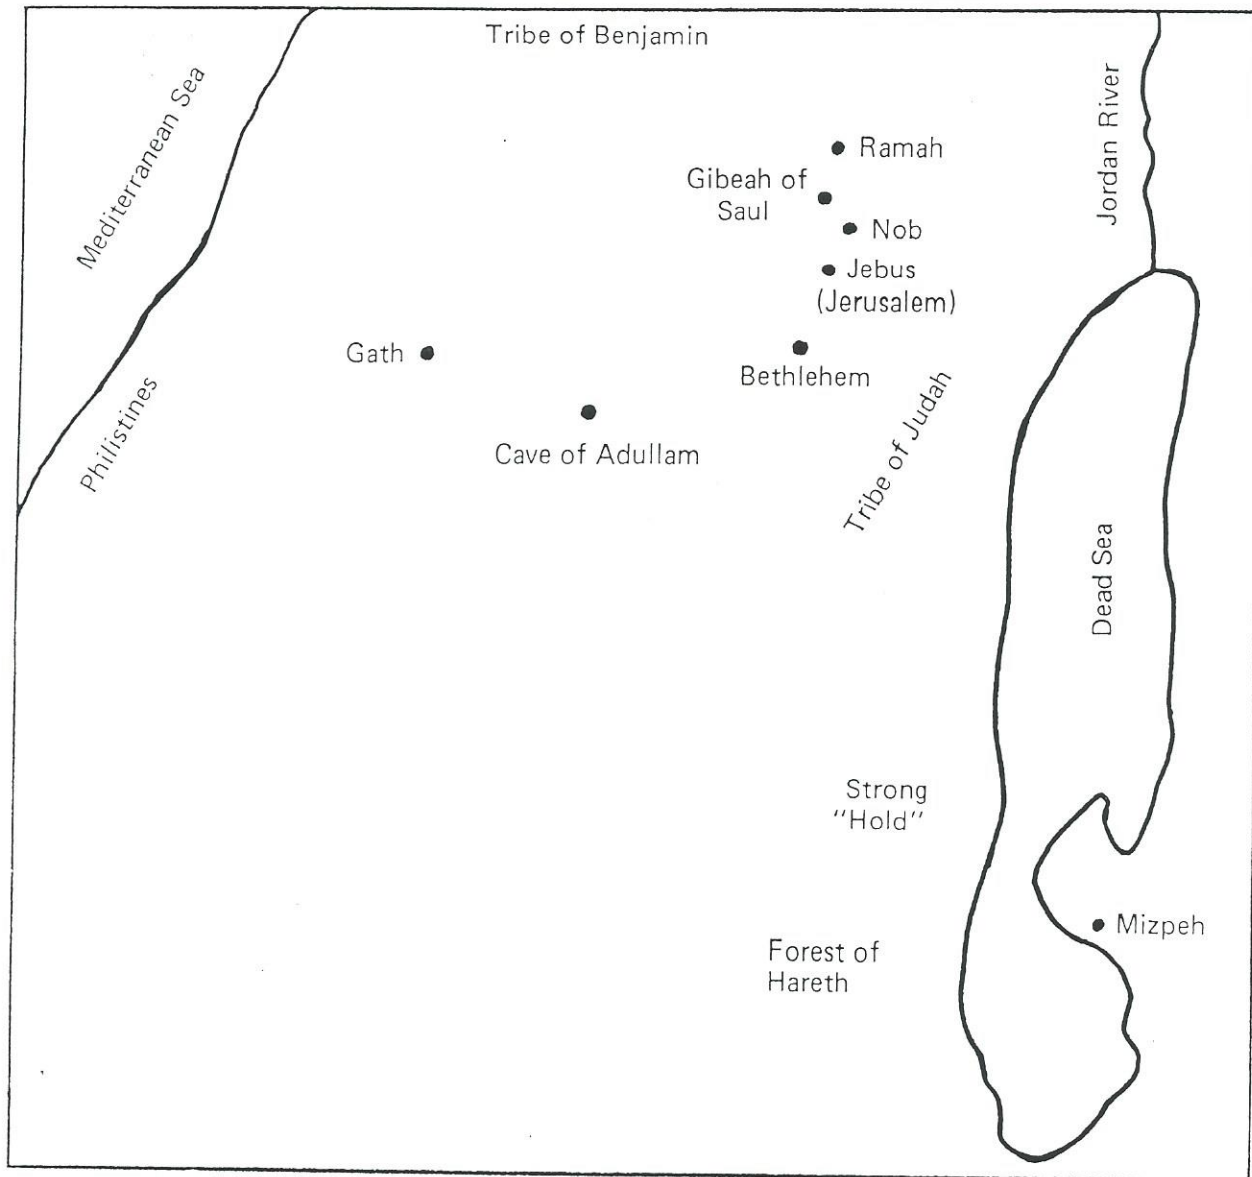 Tribe of Benjamin
Mediterranean Sea
Jordan River
Ramah
Gibeah of
Saul
Nob
Jebus
(Jerusalem)
Gath
Bethlehem
Philistines
Tribe of Judah
Cave of Adullam
Dead Sea
Strong
"Hold"
Mizpeh
Forest of
Hareth